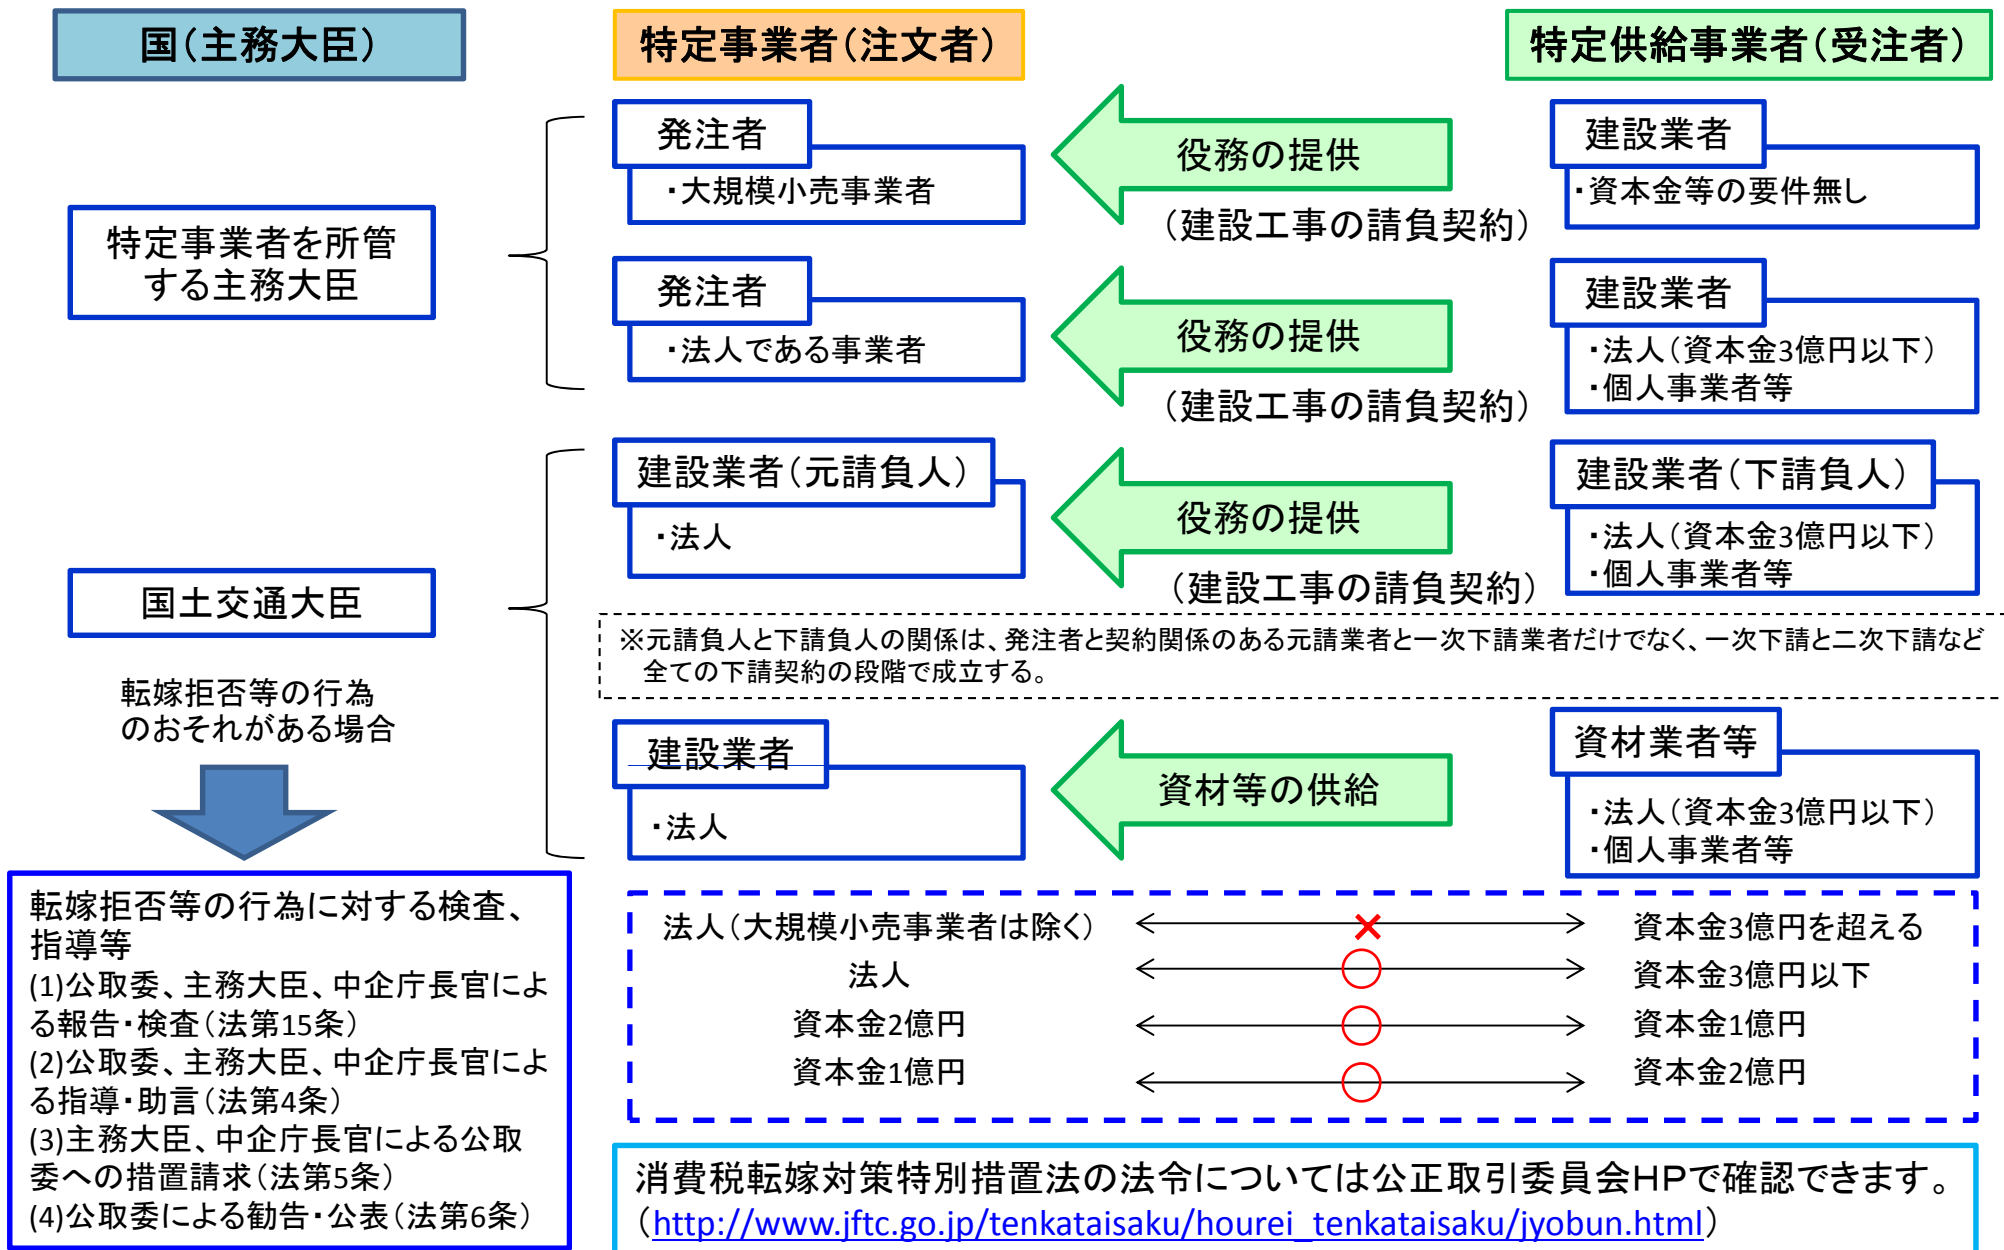 国（主務大臣）
特定事業者（注文者）
特定供給事業者（受注者）
特定事業者を所管
する主務大臣
発注者
・大規模小売事業者
役務の提供
（建設工事の請負契約）
建設業者
・資本金等の要件無し
発注者
・法人である事業者
役務の提供
（建設工事の請負契約）
建設業者
・法人（資本金3億円以下）
・個人事業者等
国土交通大臣
建設業者（元請負人）
・法人
役務の提供
（建設工事の請負契約）
建設業者（下請負人）
・法人（資本金3億円以下）
・個人事業者等
※元請負人と下請負人の関係は、発注者と契約関係のある元請業者と一次下請業者だけでなく、一次下請と二次下請など
全ての下請契約の段階で成立する。
建設業者
・法人
資材等の供給
資材業者等
・法人（資本金3億円以下）
・個人事業者等
転嫁拒否等の行為
のおそれがある場合
転嫁拒否等の行為に対する検査、
指導等
(1)公取委、主務大臣、中企庁長官によ
る報告・検査（法第15条）
(2)公取委、主務大臣、中企庁長官によ
る指導・助言（法第4条）
(3)主務大臣、中企庁長官による公取
委への措置請求（法第5条）
(4)公取委による勧告・公表（法第6条）
法人（大規模小売事業者は除く） × 資本金3億円を超える
法人 ○ 資本金3億円以下
資本金2億円 ○ 資本金1億円
資本金1億円 ○ 資本金2億円
消費税転嫁対策特別措置法の法令については公正取引委員会HPで確認できます。
（http://www.jftc.go.jp/tenkataisaku/hourei_tenkataisaku/jyobun.html）